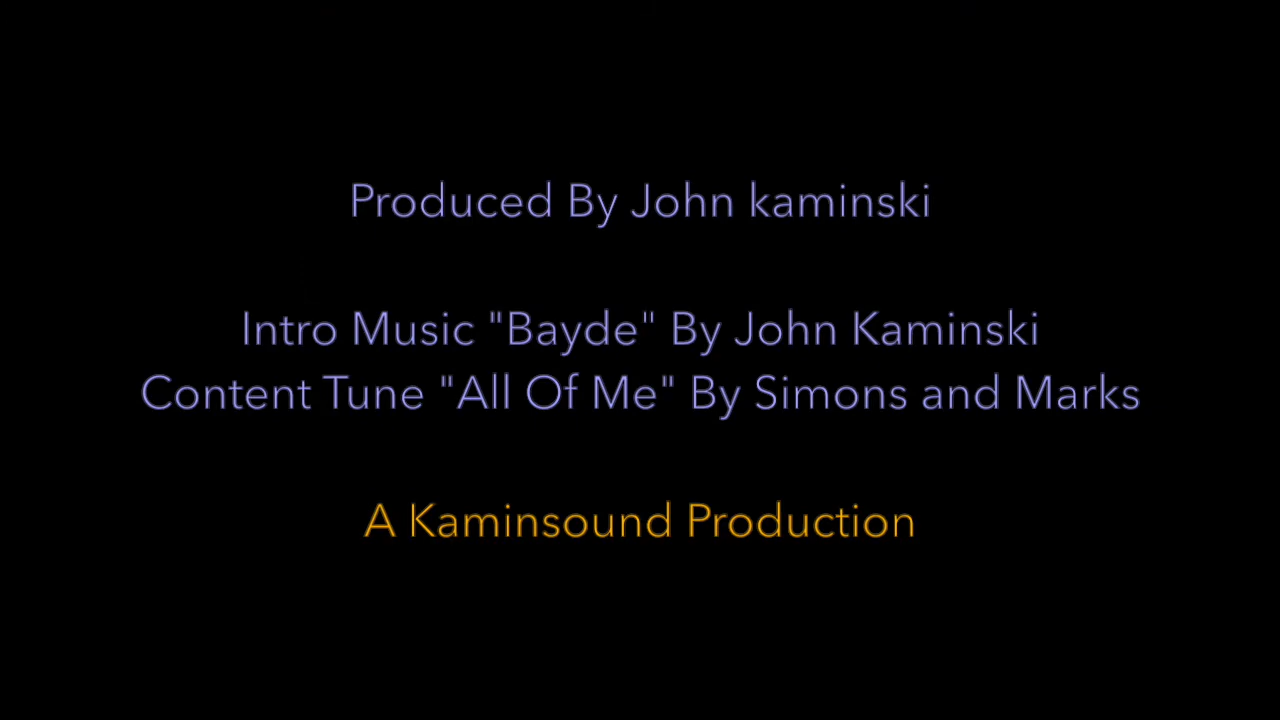 Produced By John kaminski
Intro Music "Bayde" By John Kaminski
Content Tune "All Of Me" By Simons and Marks
A Kaminsound Production